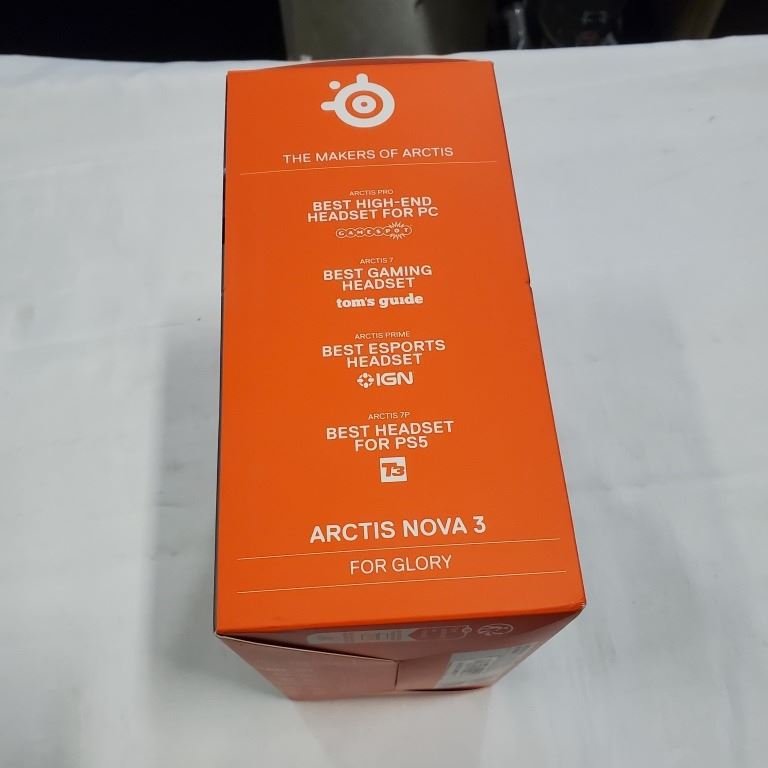 THE MAKERS OF ARCTIS
ARCTIS PRO
BEST HIGH-END
HEADSET FOR PC
GAMESPOT
ARCTIS 7
BEST GAMING
HEADSET
tom's guide
ARCTIS PRIME
BEST ESPORTS
HEADSET
IGN
ARCTIS 7P
BEST HEADSET
FOR PS5
T3
ARCTIS NOVA 3
FOR GLORY